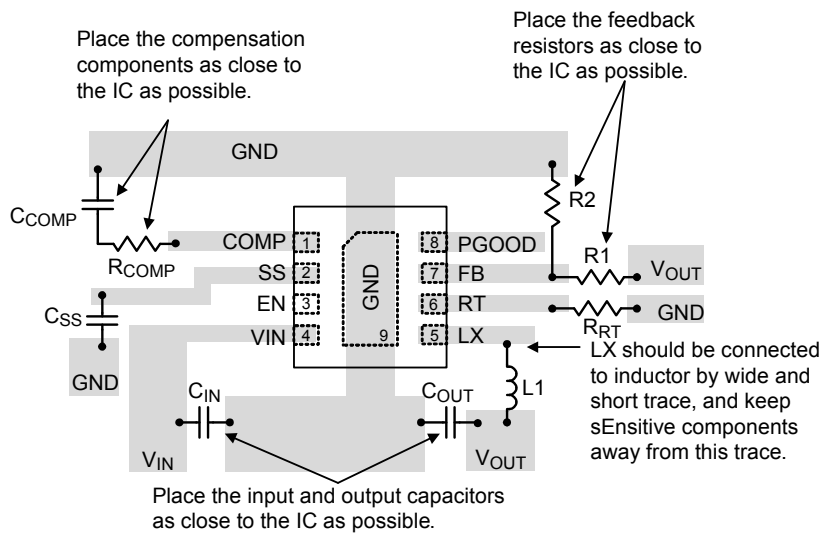 Place the compensation
components as close to
the IC as possible.
Place the feedback
resistors as close to
the IC as possible.
GND
CCOMP
RCOMP
R2
R1
VOUT
COMP 1
SS 2
EN 3
VIN 4
GND
9
8 PGOOD
7 FB
6 RT
5 LX
RRT
GND
CSS
GND
LX should be connected
to inductor by wide and
short trace, and keep
sEnsitive components
away from this trace.
L1
CIN
COUT
VIN
VOUT
Place the input and output capacitors
as close to the IC as possible.